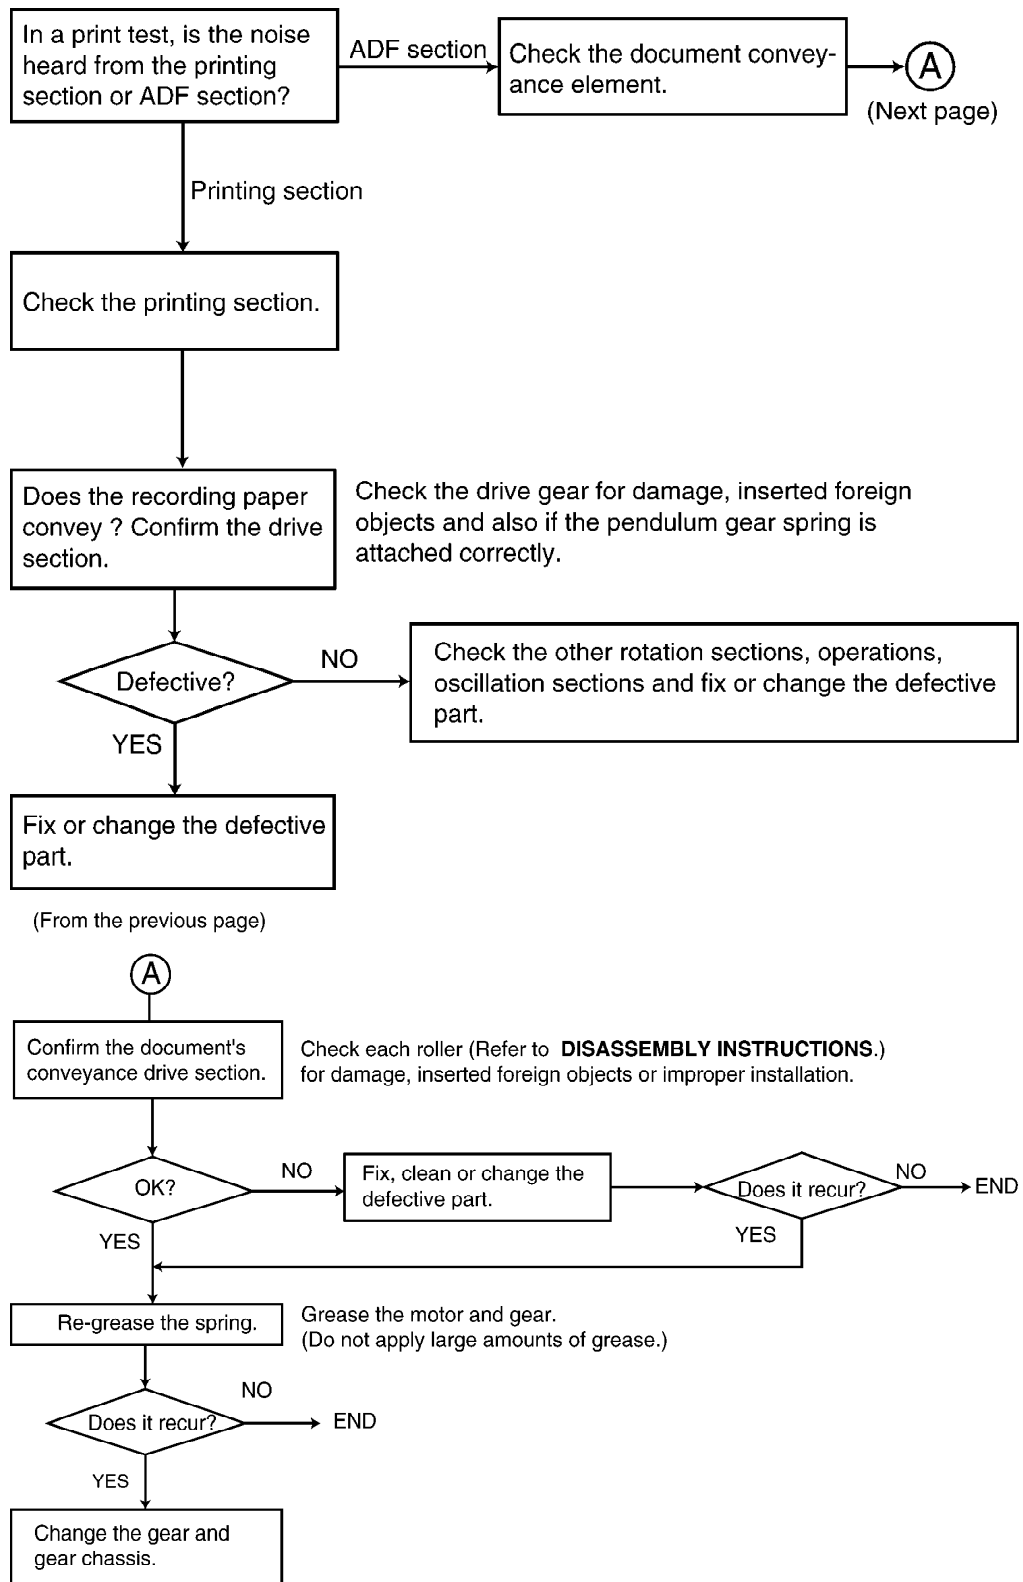 In a print test, is the noise
heard from the printing
section or ADF section?
ADF section
Check the document convey-
ance element.
A
(Next page)
Printing section
Check the printing section.
Does the recording paper
convey ? Confirm the drive
section.
Check the drive gear for damage, inserted foreign
objects and also if the pendulum gear spring is
attached correctly.
Defective?
NO
Check the other rotation sections, operations,
oscillation sections and fix or change the defective
part.
YES
Fix or change the defective
part.
(From the previous page)
A
Confirm the document's
conveyance drive section.
Check each roller (Refer to DISASSEMBLY INSTRUCTIONS.)
for damage, inserted foreign objects or improper installation.
OK?
NO
Fix, clean or change the
defective part.
Does it recur?
NO
END
YES
YES
Re-grease the spring.
Grease the motor and gear.
(Do not apply large amounts of grease.)
Does it recur?
NO
END
YES
Change the gear and
gear chassis.